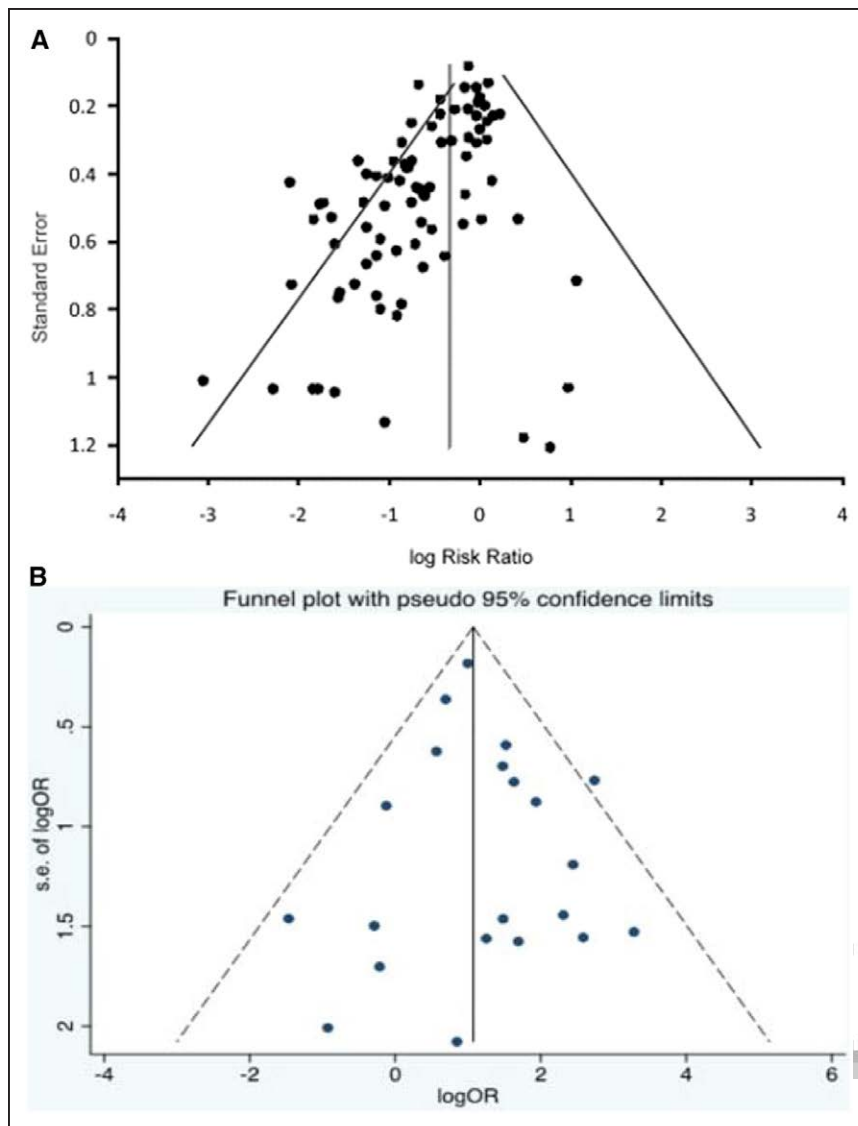 A
0
0.2
0.4
0.6
0.8
1
1.2
Standard Error
-4 -3 -2 -1 0 1 2 3 4
log Risk Ratio
B
Funnel plot with pseudo 95% confidence limits
0
.5
1
1.5
2
s.e. of logOR
-4 -2 0 2 4 6
logOR